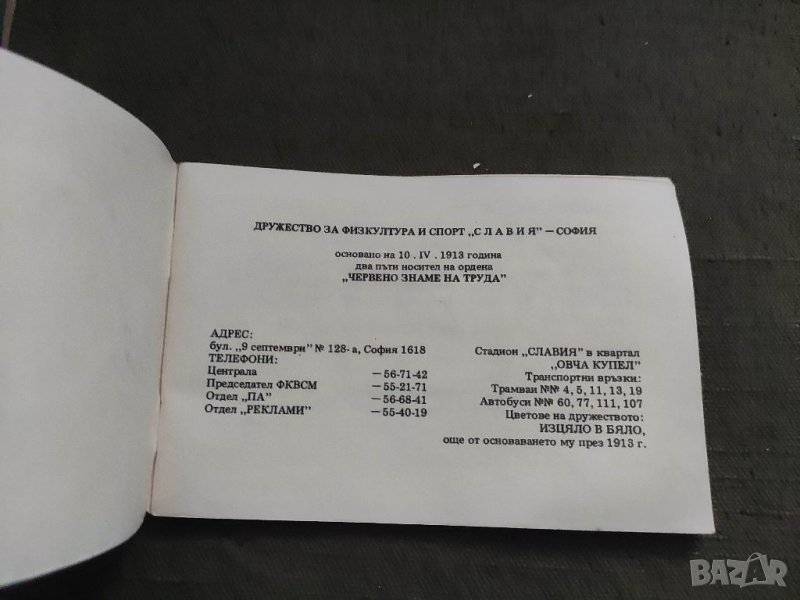 ДРУЖЕСТВО ЗА ФИЗКУЛТУРА И СПОРТ „С Л А В И Я" – СОФИЯ
основано на 10 . IV . 1913 година
два пъти носител на ордена
„ЧЕРВЕНО ЗНАМЕ НА ТРУДА"
АДРЕС:
бул. „9 септември" № 128- а, София 1618
ТЕЛЕФОНИ:
Централа – 56-71-42
Председател ФКВСМ – 55-21-71
Отдел „ПА" – 56-68-41
Отдел „РЕКЛАМИ" – 55-40-19
Стадион „СЛАВИЯ" в квартал
„ОВЧА КУПЕЛ"
Транспортни връзки:
Трамваи №№ 4, 5, 11, 13, 19
Автобуси №№ 60, 77, 111, 107
Цветове на дружеството:
ИЗЦЯЛО В БЯЛО,
още от основаването му през 1913 г.
BAZAR